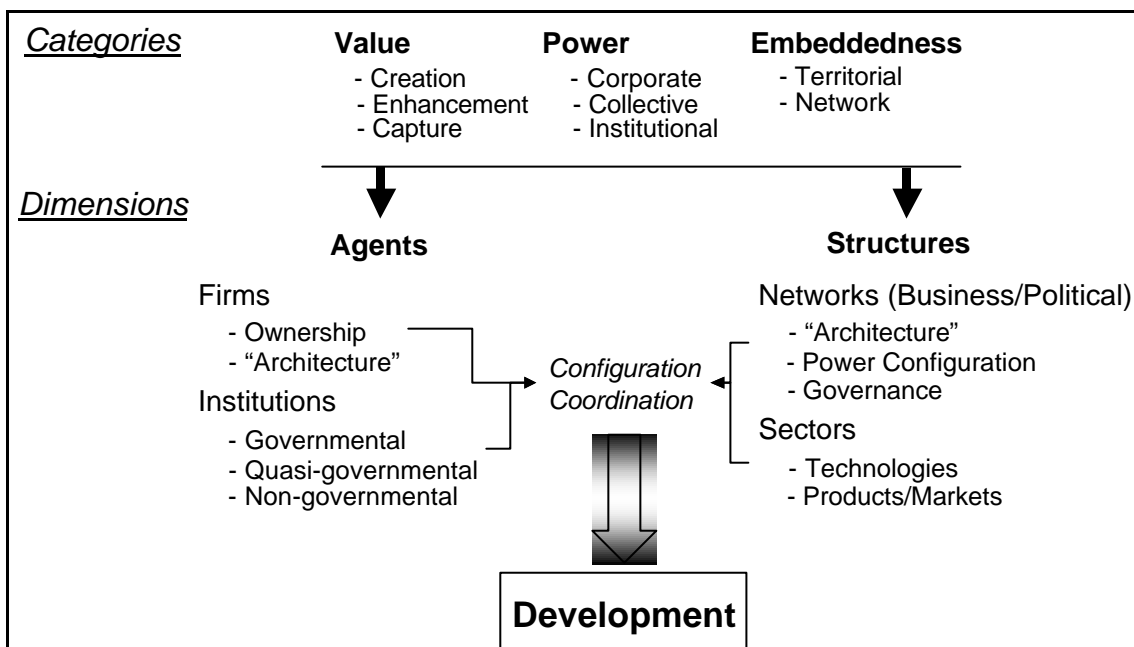 Categories
Value
- Creation
- Enhancement
- Capture
Power
- Corporate
- Collective
- Institutional
Embeddedness
- Territorial
- Network
Dimensions
Agents
Firms
- Ownership
- “Architecture”
Institutions
- Governmental
- Quasi-governmental
- Non-governmental
Configuration
Coordination
Structures
Networks (Business/Political)
- “Architecture”
- Power Configuration
- Governance
Sectors
- Technologies
- Products/Markets
Development